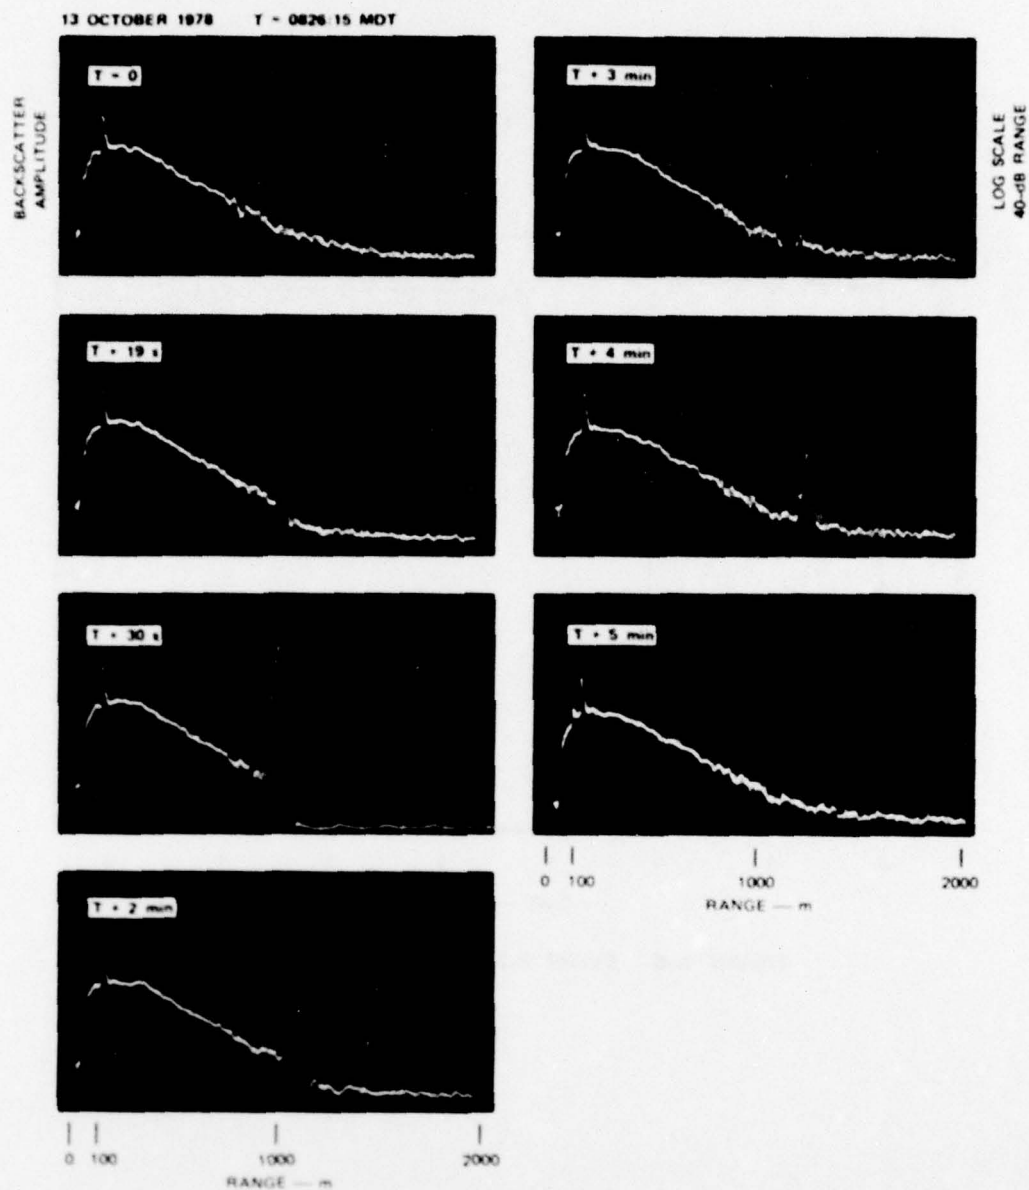 13 OCTOBER 1978 T = 0826:15 MDT
BACKSCATTER
AMPLITUDE
T = 0
T + 3 min
LOG SCALE
40-dB RANGE
T + 19 s
T + 4 min
T + 30 s
T + 5 min
0 100 1000 2000
RANGE — m
T + 2 min
0 100 1000 2000
RANGE — m